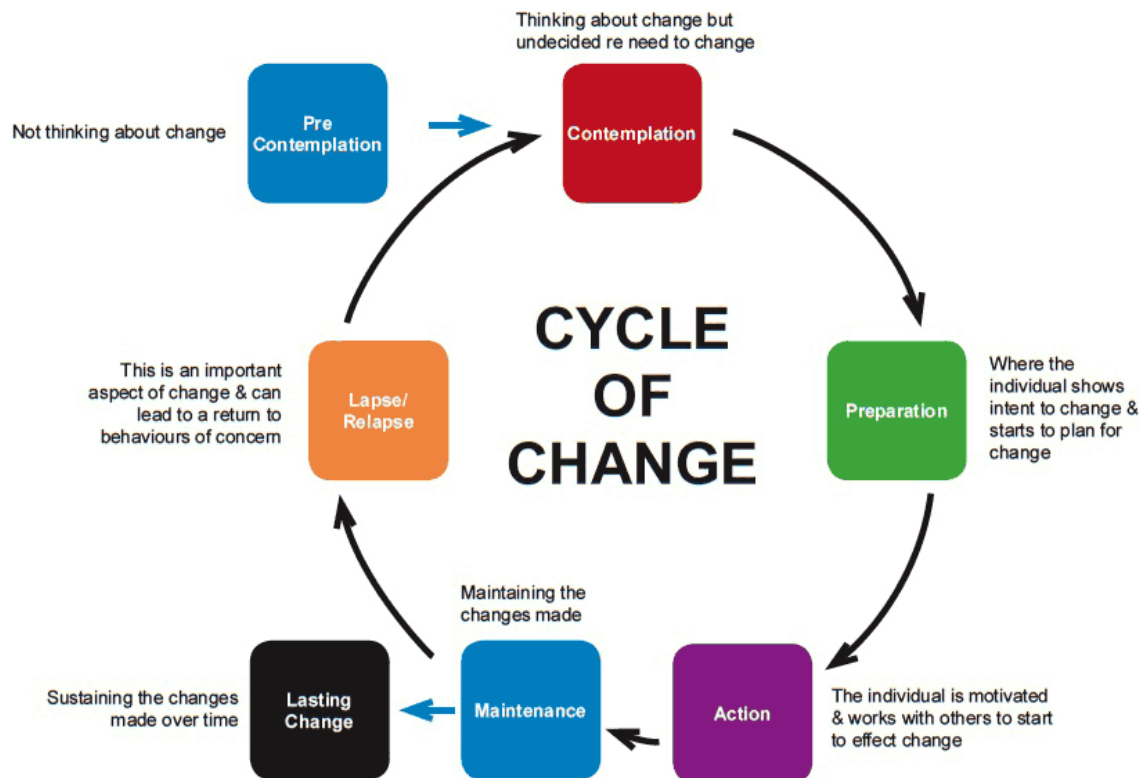 Thinking about change but
undecided re need to change
Not thinking about change
Pre
Contemplation
Contemplation
CYCLE
OF
CHANGE
This is an important
aspect of change & can
lead to a return to
behaviours of concern
Lapse/
Relapse
Preparation
Where the
individual shows
intent to change &
starts to plan for
change
Maintaining the
changes made
Sustaining the changes
made over time
Lasting
Change
Maintenance
Action
The individual is motivated
& works with others to start
to effect change